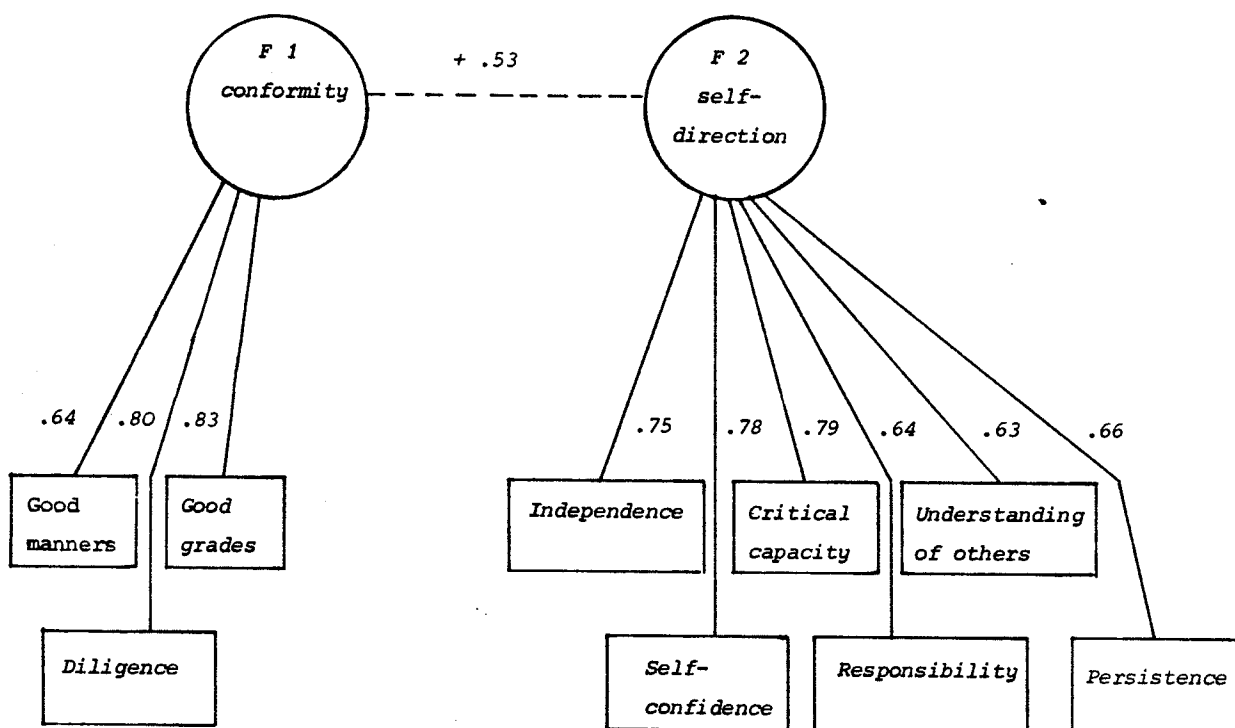 F 1
conformity
+ .53
F 2
self-
direction
.64
.80
.83
.75
.78
.79
.64
.63
.66
Good
manners
Good
grades
Independence
Critical
capacity
Understanding
of others
Diligence
Self-
confidence
Responsibility
Persistence